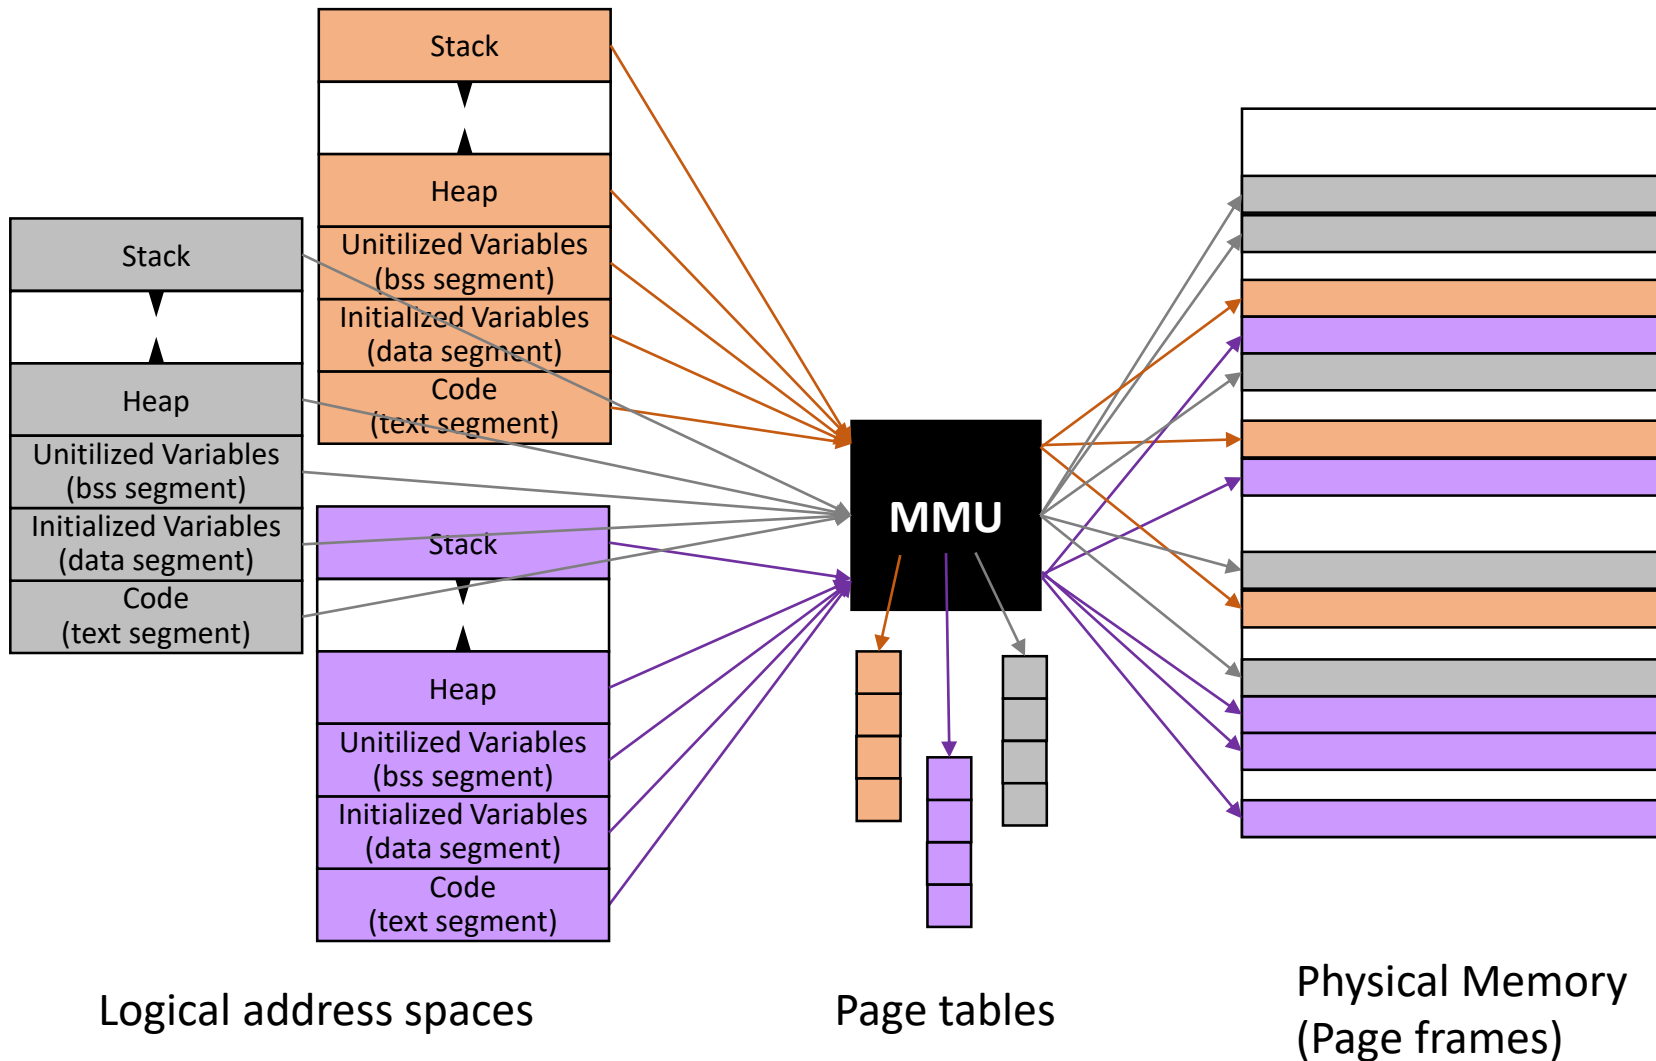 Stack
Heap
Unitilized Variables
(bss segment)
Initialized Variables
(data segment)
Code
(text segment)
Stack
Heap
Unitilized Variables
(bss segment)
Initialized Variables
(data segment)
Code
(text segment)
Stack
Heap
Unitilized Variables
(bss segment)
Initialized Variables
(data segment)
Code
(text segment)
MMU
Logical address spaces
Page tables
Physical Memory
(Page frames)